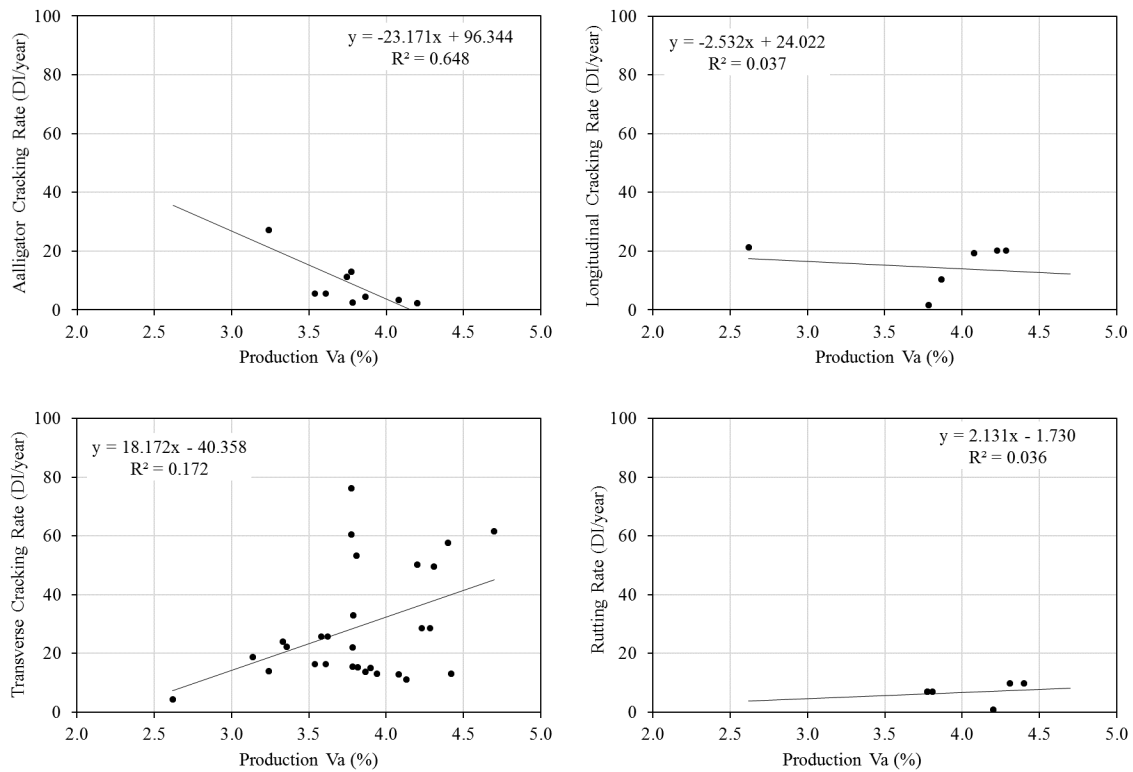 Aalligator Cracking Rate (DI/year)
100
80
60
40
20
0
y = -23.171x + 96.344
R² = 0.648
2.0 2.5 3.0 3.5 4.0 4.5 5.0
Production Va (%)
Longitudinal Cracking Rate (DI/year)
100
80
60
40
20
0
y = -2.532x + 24.022
R² = 0.037
2.0 2.5 3.0 3.5 4.0 4.5 5.0
Production Va (%)
Transverse Cracking Rate (DI/year)
100
80
60
40
20
0
y = 18.172x - 40.358
R² = 0.172
2.0 2.5 3.0 3.5 4.0 4.5 5.0
Production Va (%)
Rutting Rate (DI/year)
100
80
60
40
20
0
y = 2.131x - 1.730
R² = 0.036
2.0 2.5 3.0 3.5 4.0 4.5 5.0
Production Va (%)